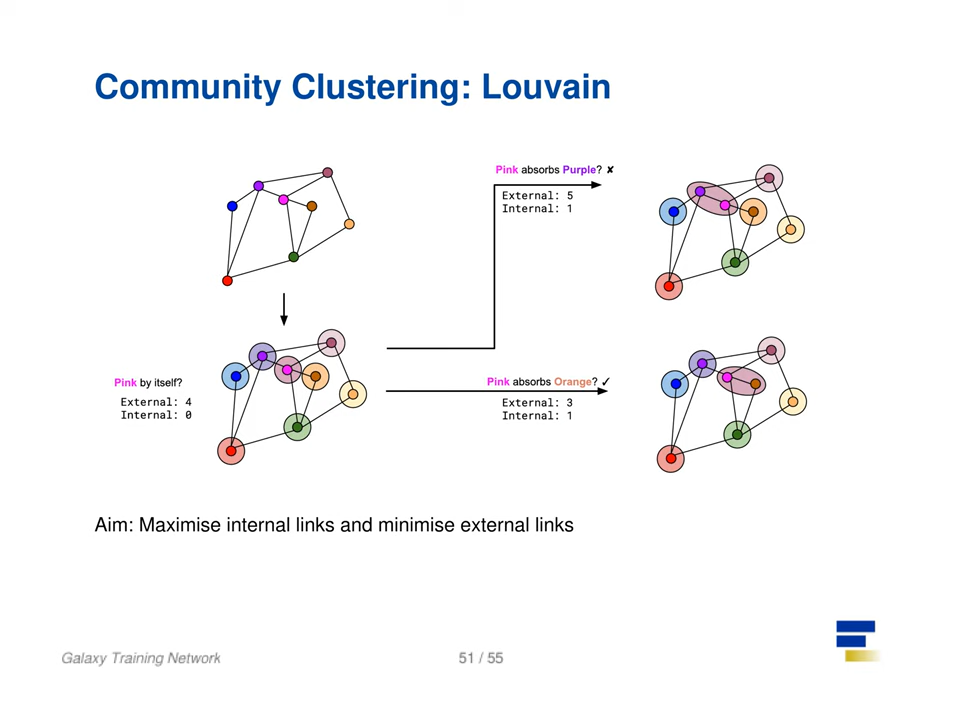 Community Clustering: Louvain
Pink absorbs Purple? ✘
External: 5
Internal: 1
Pink by itself?
External: 4
Internal: 0
Pink absorbs Orange? ✓
External: 3
Internal: 1
Aim: Maximise internal links and minimise external links
Galaxy Training Network
51 / 55